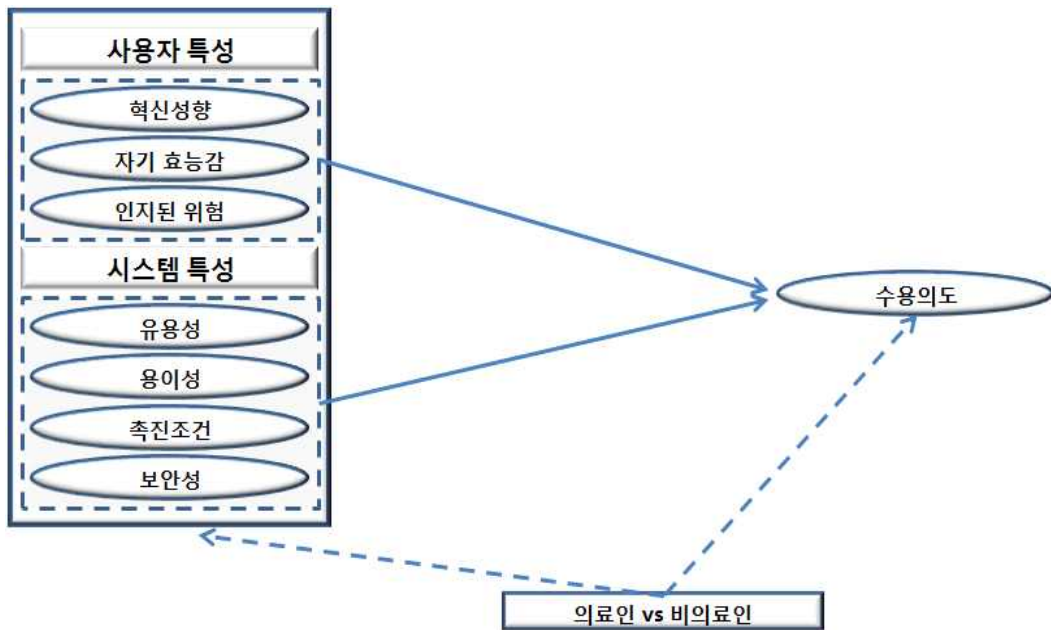 사용자 특성
혁신성향
자기 효능감
인지된 위험
시스템 특성
유용성
용이성
촉진조건
보안성
수용의도
의료인 vs 비의료인